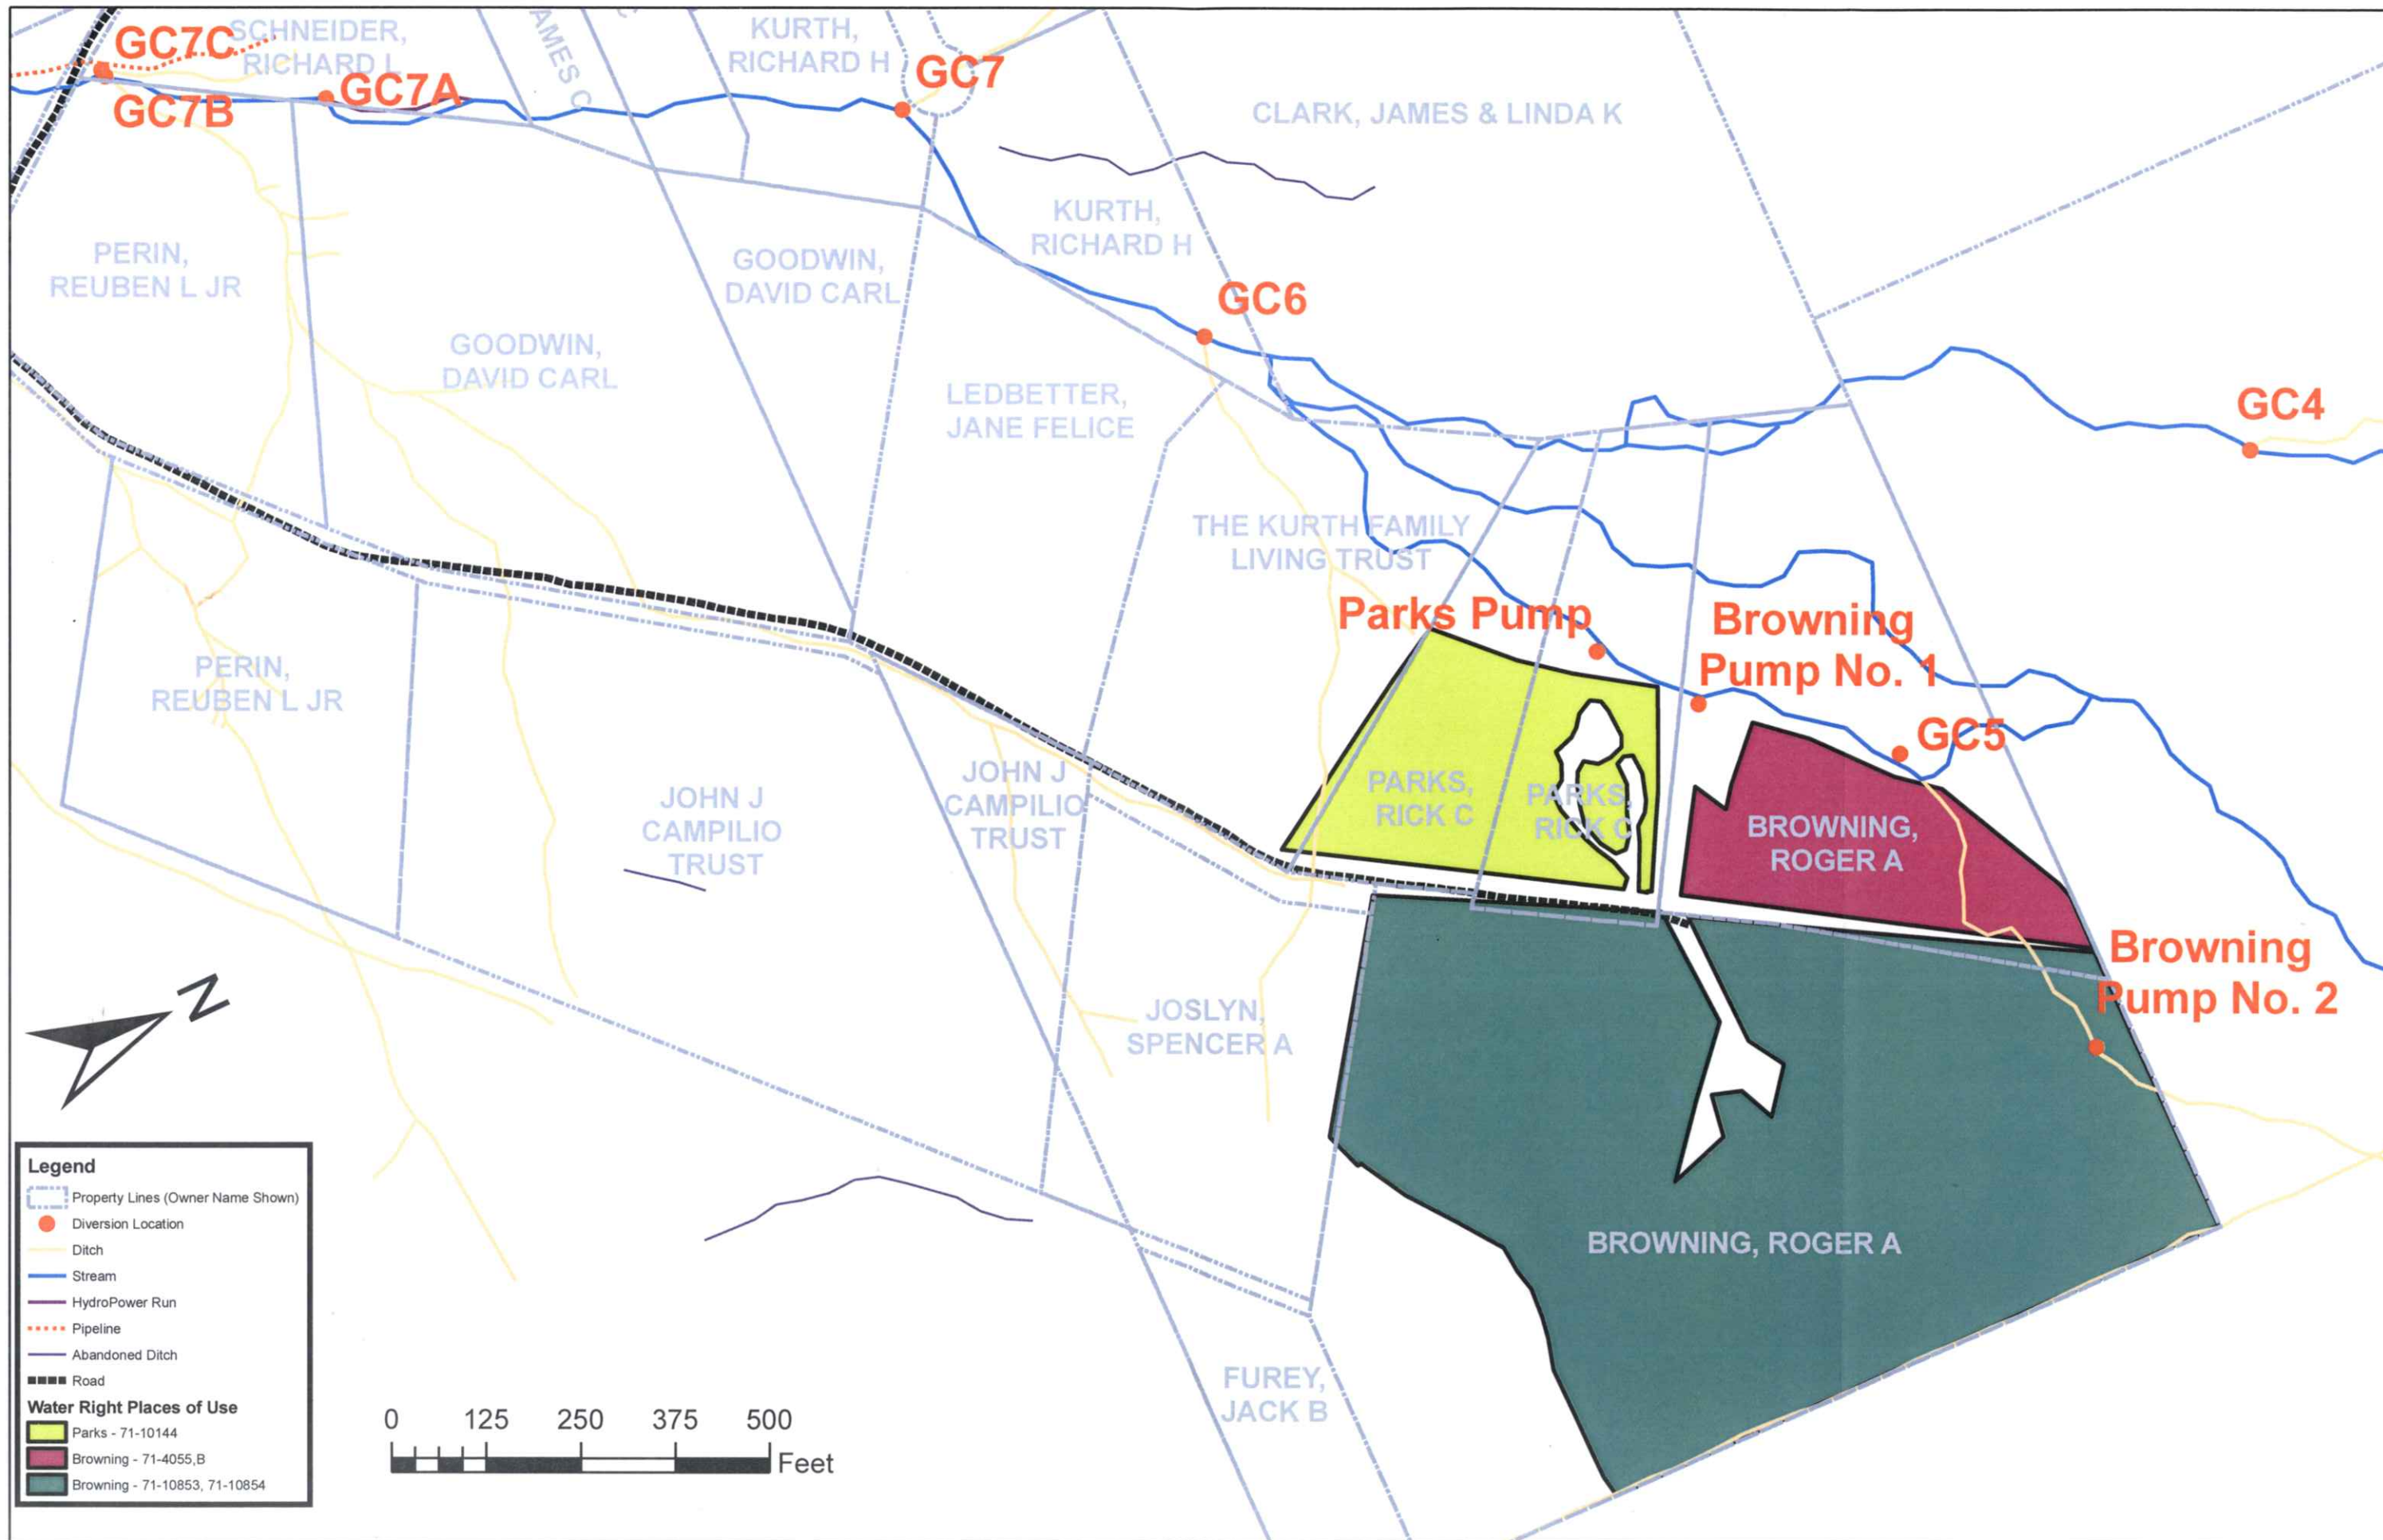 SCHNEIDER,
RICHARD L
GC7C
GC7B
GC7A
AMES C
KURTH,
RICHARD H
GC7
CLARK, JAMES & LINDA K
PERIN,
REUBEN L JR
GOODWIN,
DAVID CARL
KURTH,
RICHARD H
GC6
GOODWIN,
DAVID CARL
LEDBETTER,
JANE FELICE
GC4
THE KURTH FAMILY
LIVING TRUST
Parks Pump
Browning
Pump No. 1
GC5
PERIN,
REUBEN L JR
JOHN J
CAMPILIO
TRUST
JOHN J
CAMPILIO
TRUST
PARKS,
RICK C
PARKS,
RICK C
BROWNING,
ROGER A
Browning
Pump No. 2
N
JOSLYN,
SPENCER A
BROWNING, ROGER A
FUREY,
JACK B
Legend
Property Lines (Owner Name Shown)
Diversion Location
Ditch
Stream
HydroPower Run
Pipeline
Abandoned Ditch
Road
Water Right Places of Use
Parks - 71-10144
Browning - 71-4055,B
Browning - 71-10853, 71-10854
0 125 250 375 500
Feet